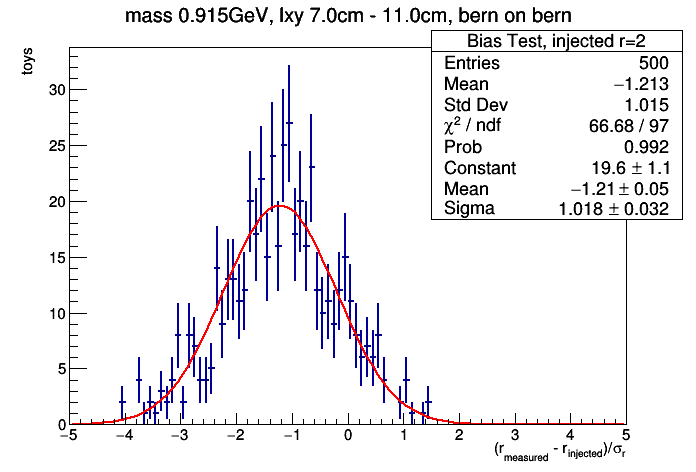 mass 0.915GeV, lxy 7.0cm - 11.0cm, bern on bern
toys
Bias Test, injected r=2
Entries 500
Mean −1.213
Std Dev 1.015
χ² / ndf 66.68 / 97
Prob 0.992
Constant 19.6 ± 1.1
Mean −1.21 ± 0.05
Sigma 1.018 ± 0.032
30
25
20
15
10
5
0
−5 −4 −3 −2 −1 0 1 2 3 4 5
(r_measured - r_injected)/σ_r